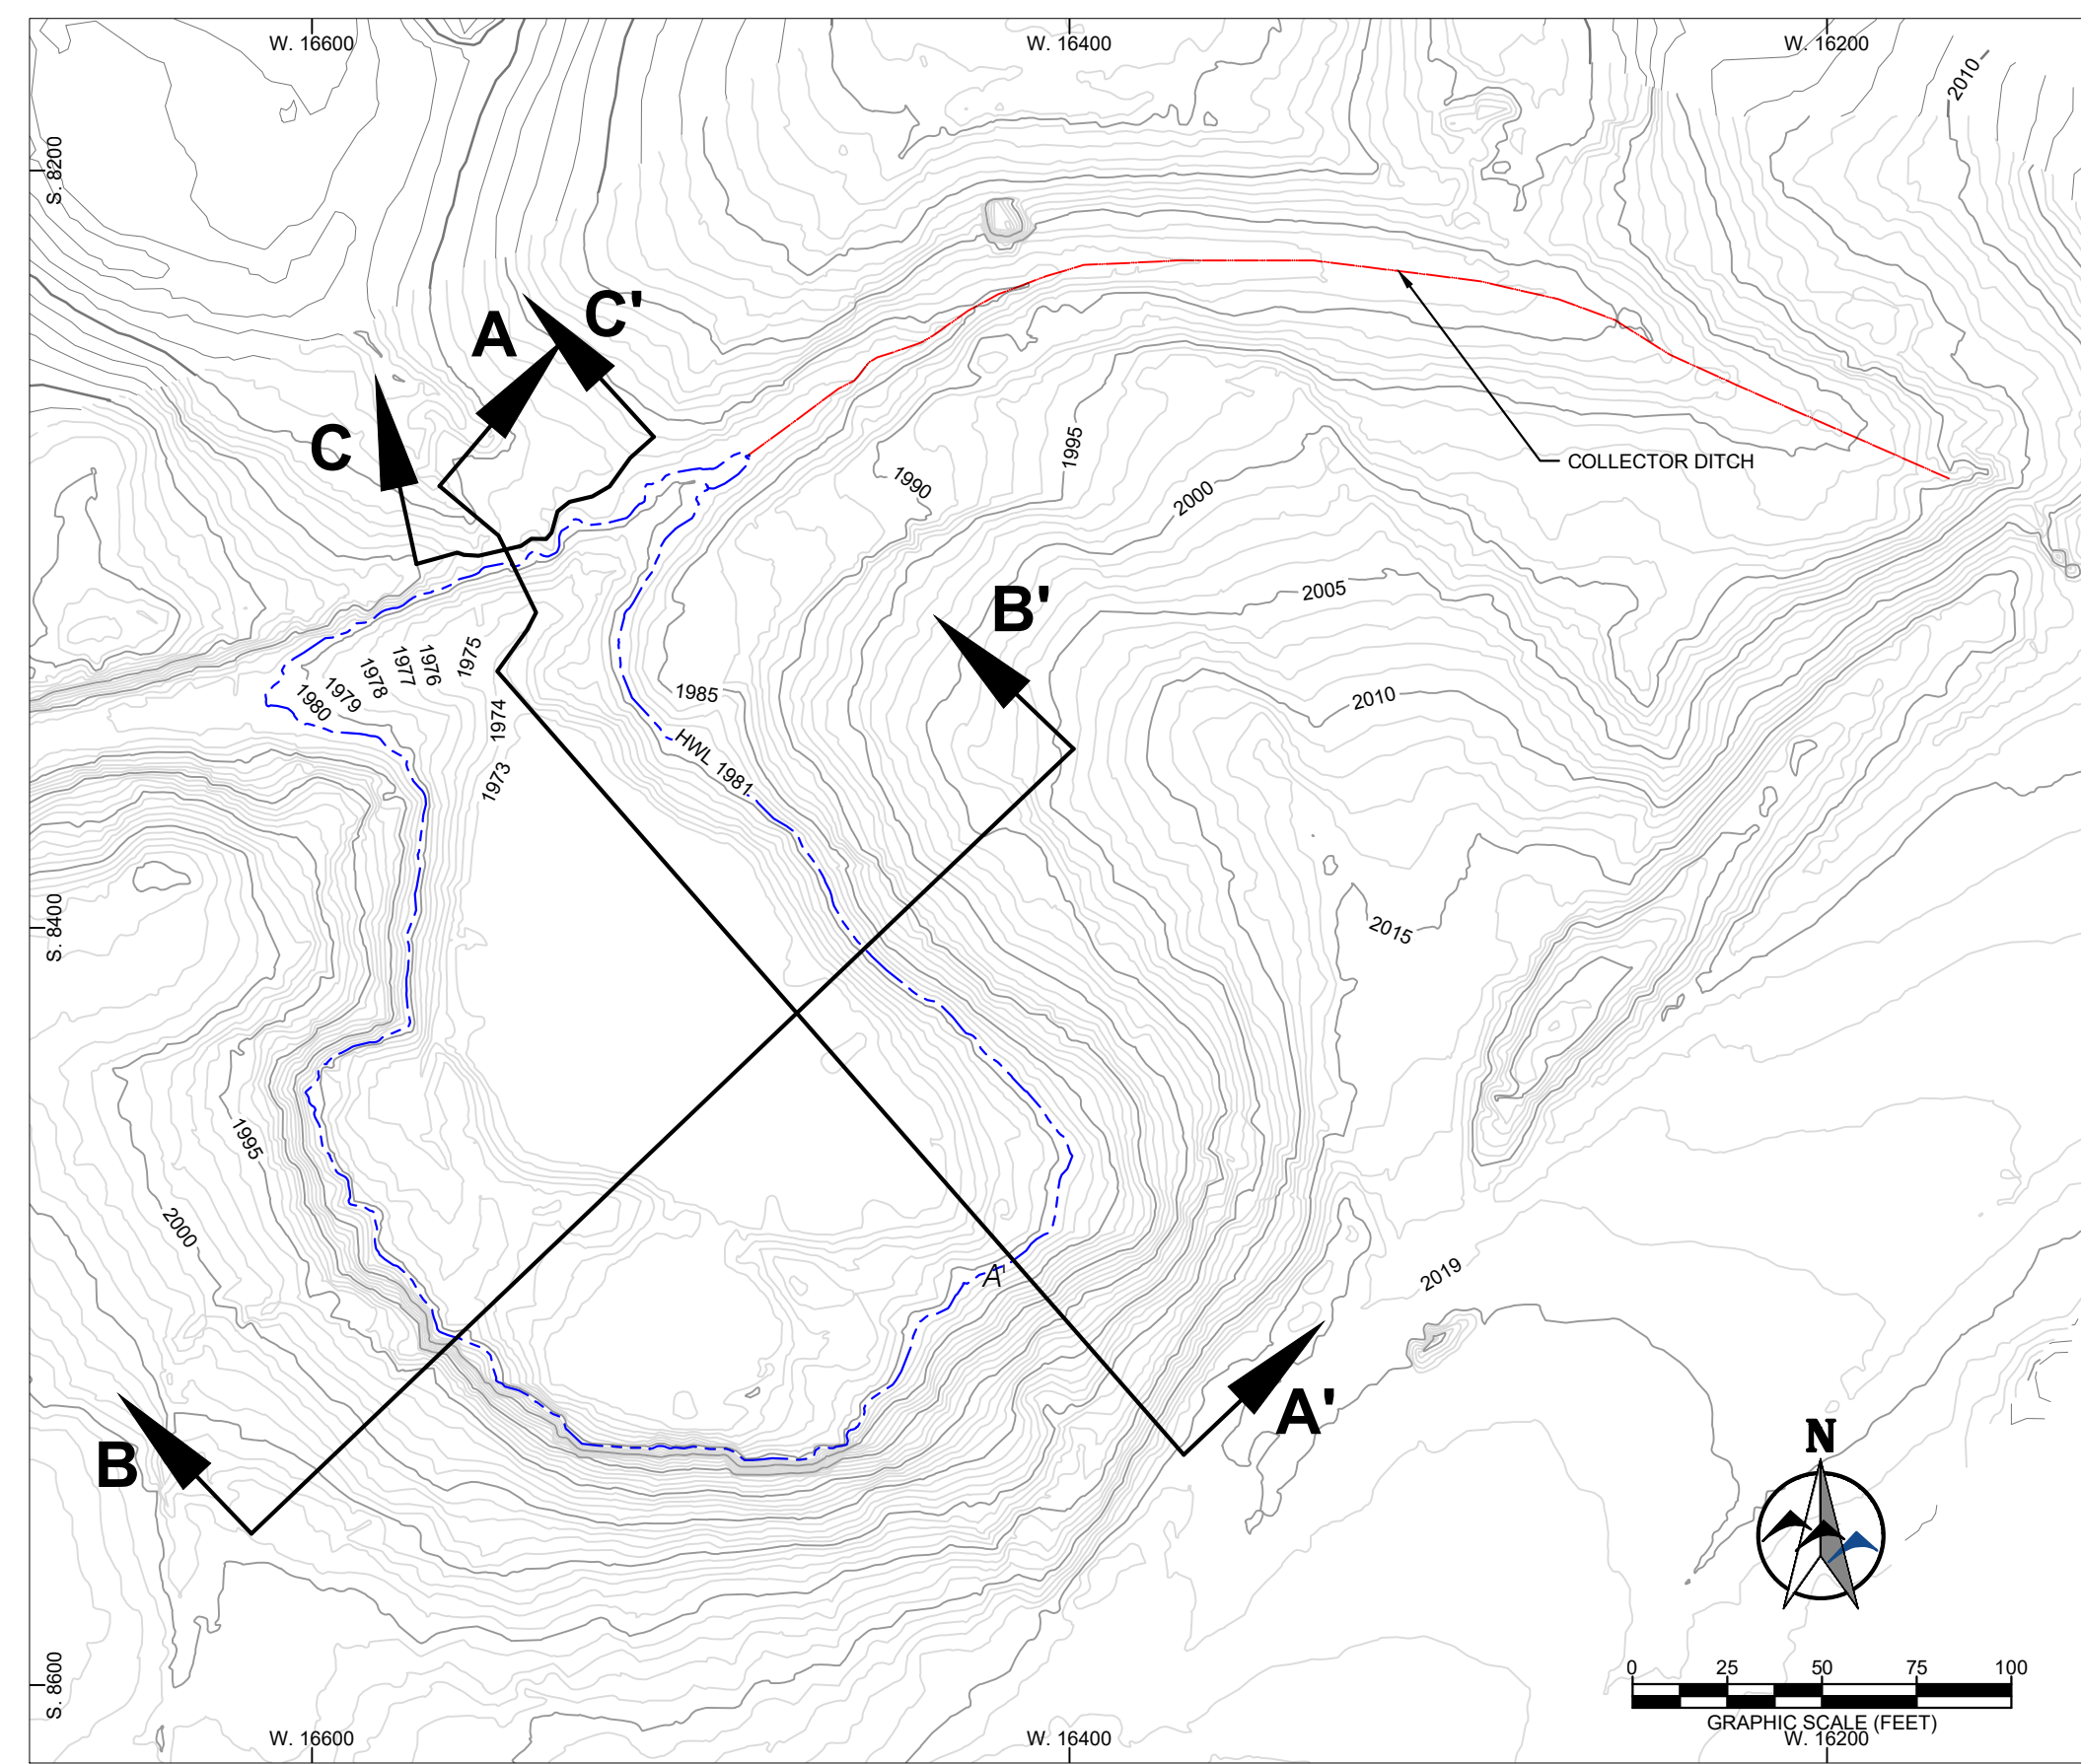 W. 16600
W. 16400
W. 16200
2010
S. 8200
C'
A
C
1995
1990
COLLECTOR DITCH
2000
B'
2005
1975
1976
1977
1978
1979
1980
1985
2010
1974
HWL 1981
1973
S. 8400
2015
1995
2000
2019
A'
A'
B
N
S. 8600
0 25 50 75 100
GRAPHIC SCALE (FEET)
W. 16600
W. 16400
W. 16200